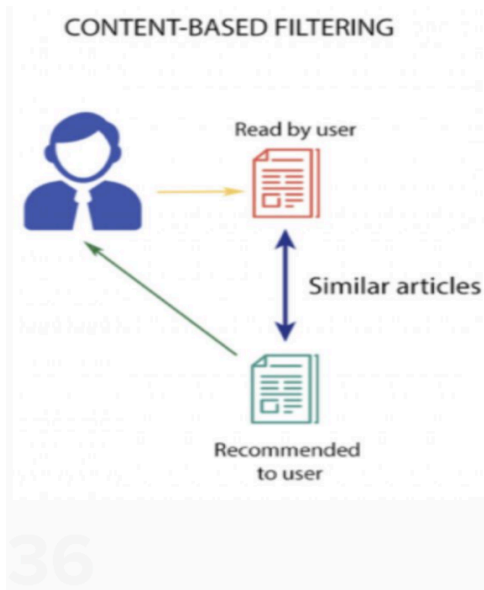 CONTENT-BASED FILTERING
Read by user
Similar articles
Recommended
to user
36